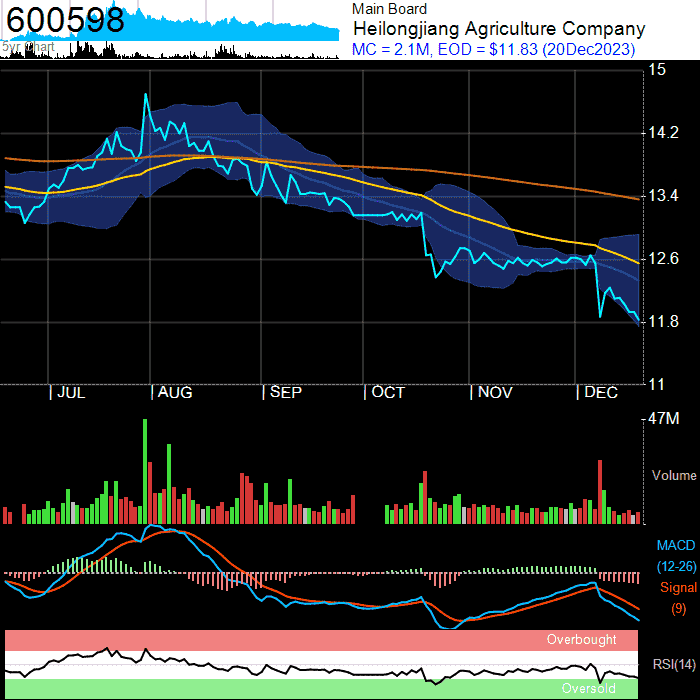 600598
5yr Chart
Main Board
Heilongjiang Agriculture Company
MC = 2.1M, EOD = $11.83 (20Dec2023)
15
14.2
13.4
12.6
11.8
11
| JUL | AUG | SEP | OCT | NOV | DEC
47M
Volume
MACD
(12-26)
Signal
(9)
Overbought
RSI(14)
Oversold